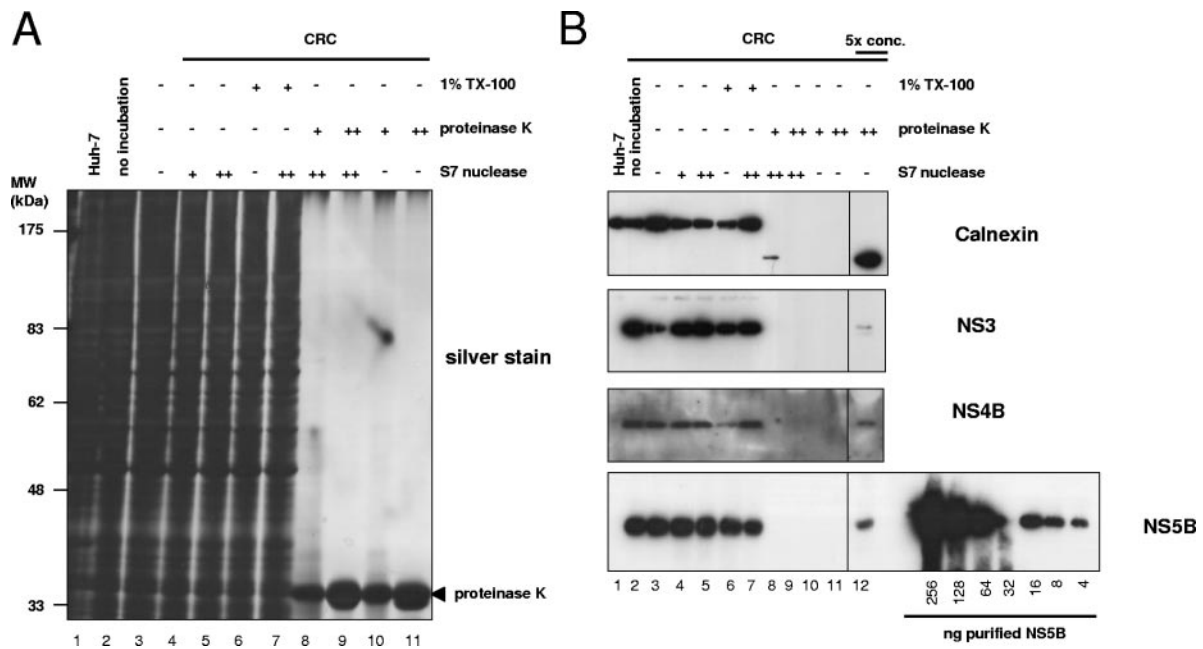 A
CRC
Huh-7
no incubation
- - - + + - - - - 1% TX-100
- - - - - + ++ + ++ proteinase K
- + ++ - ++ ++ ++ - - S7 nuclease
MW
(kDa)
175
83
62
48
33
silver stain
proteinase K
1 2 3 4 5 6 7 8 9 10 11
B
CRC
5x conc.
Huh-7
no incubation
- - - + + - - - - - 1% TX-100
- - - - - + ++ + ++ ++ proteinase K
- + ++ - ++ ++ ++ - - - S7 nuclease
Calnexin
NS3
NS4B
NS5B
1 2 3 4 5 6 7 8 9 10 11 12
256 128 64 32 16 8 4
ng purified NS5B